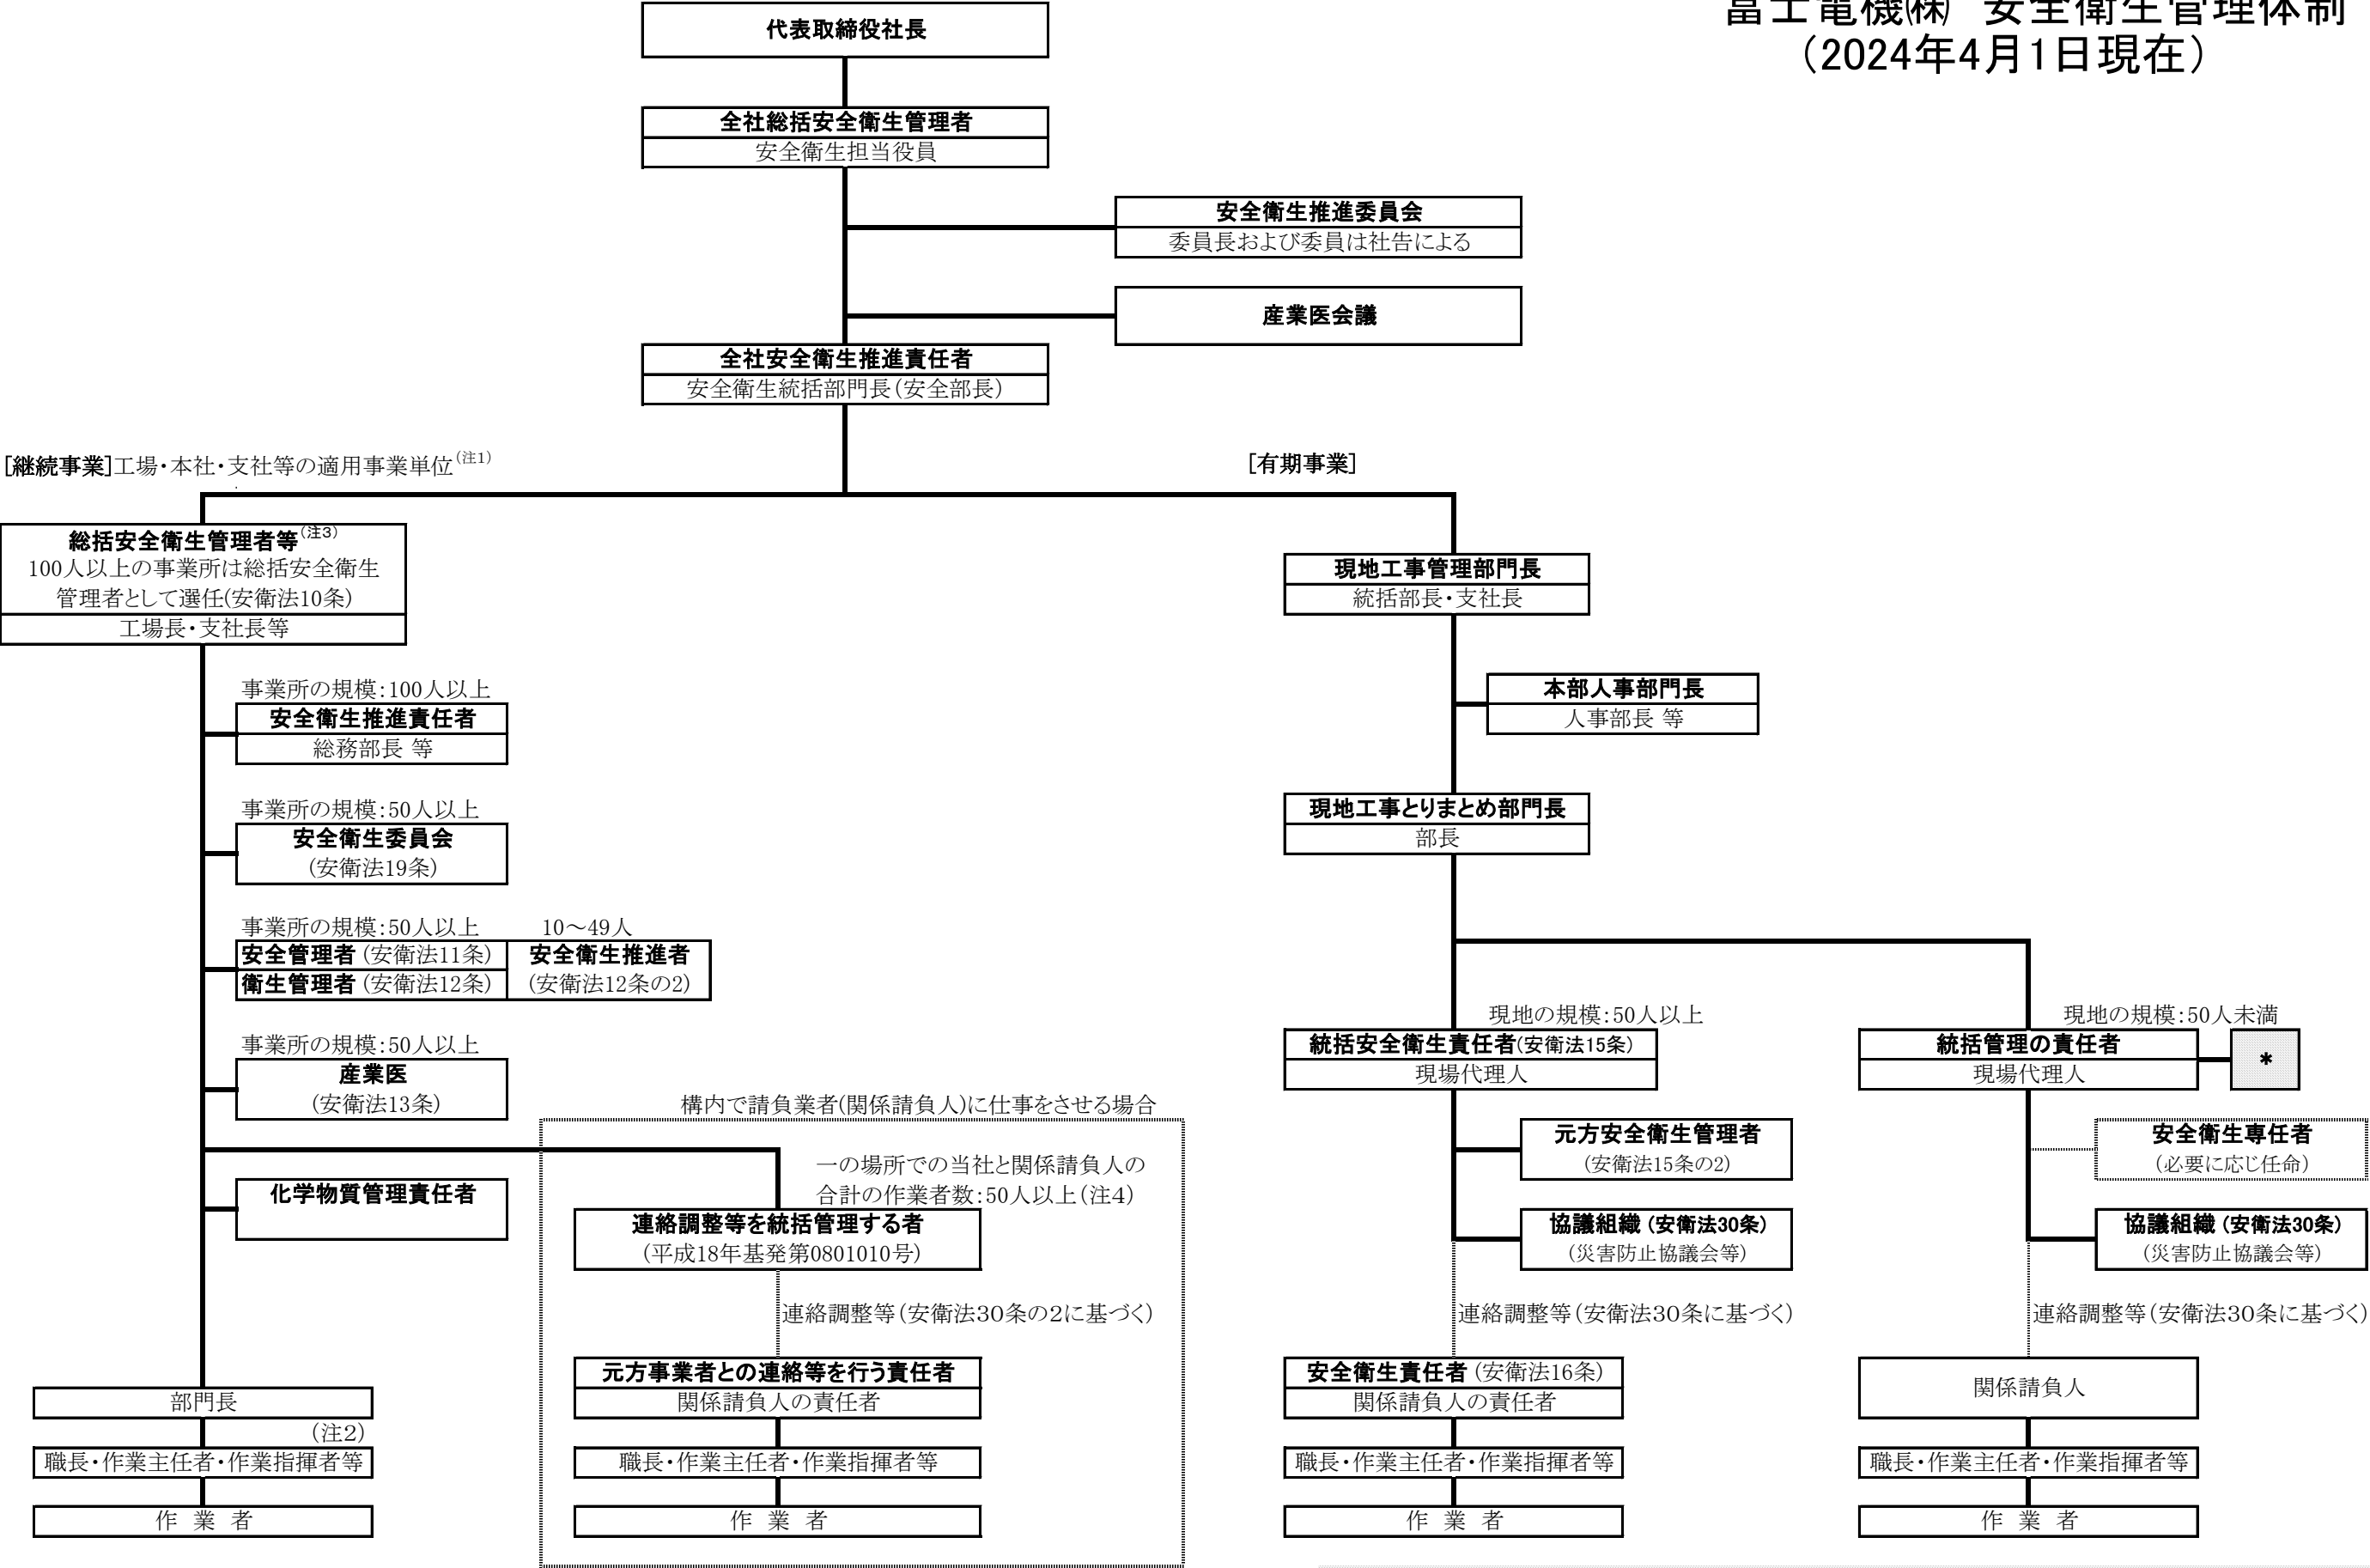 富士電機㈱ 安全衛生管理体制
（2024年4月1日現在）
代表取締役社長
全社総括安全衛生管理者
安全衛生担当役員
安全衛生推進委員会
委員長および委員は社告による
産業医会議
全社安全衛生推進責任者
安全衛生統括部門長（安全部長）
[継続事業]工場・本社・支社等の適用事業単位（注1）
[有期事業]
総括安全衛生管理者等（注3）
100人以上の事業所は総括安全衛生
管理者として選任(安衛法10条)
工場長・支社長等
現地工事管理部門長
統括部長・支社長
事業所の規模：100人以上
安全衛生推進責任者
総務部長 等
本部人事部門長
人事部長 等
事業所の規模：50人以上
安全衛生委員会
(安衛法19条)
現地工事とりまとめ部門長
部長
事業所の規模：50人以上 10～49人
安全管理者 (安衛法11条)
衛生管理者 (安衛法12条)
安全衛生推進者
(安衛法12条の2)
事業所の規模：50人以上
産業医
(安衛法13条)
現地の規模：50人以上
統括安全衛生責任者(安衛法15条)
現場代理人
現地の規模：50人未満
統括管理の責任者
現場代理人
*
構内で請負業者(関係請負人)に仕事をさせる場合
一の場所での当社と関係請負人の
合計の作業者数：50人以上（注4）
元方安全衛生管理者
(安衛法15条の2)
安全衛生専任者
(必要に応じ任命)
化学物質管理責任者
連絡調整等を統括管理する者
(平成18年基発第0801010号)
協議組織 (安衛法30条)
(災害防止協議会等)
協議組織 (安衛法30条)
(災害防止協議会等)
連絡調整等（安衛法30条の2に基づく）
連絡調整等（安衛法30条に基づく）
連絡調整等（安衛法30条に基づく）
部門長
（注2）
職長・作業主任者・作業指揮者等
作 業 者
元方事業者との連絡等を行う責任者
関係請負人の責任者
職長・作業主任者・作業指揮者等
作 業 者
安全衛生責任者 (安衛法16条)
関係請負人の責任者
職長・作業主任者・作業指揮者等
作 業 者
関係請負人
職長・作業主任者・作業指揮者等
作 業 者